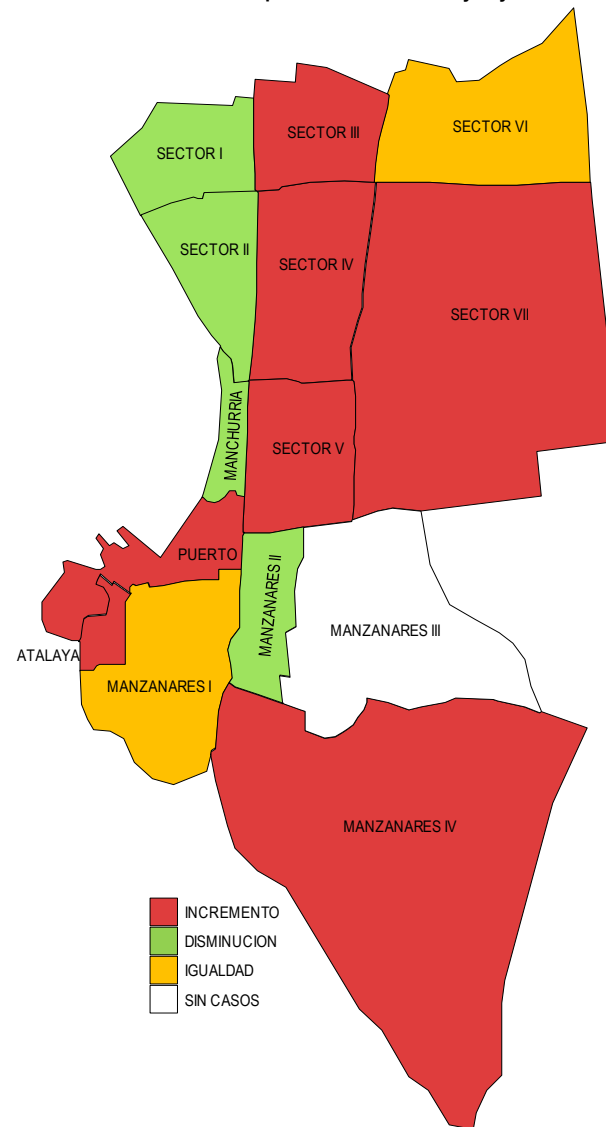 SECTOR VI
SECTOR III
SECTOR I
SECTOR II
SECTOR IV
SECTOR VII
MANCHURRIA
SECTOR V
PUERTO
MANZANARES II
MANZANARES III
ATALAYA
MANZANARES I
MANZANARES IV
INCREMENTO
DISMINUCION
IGUALDAD
SIN CASOS